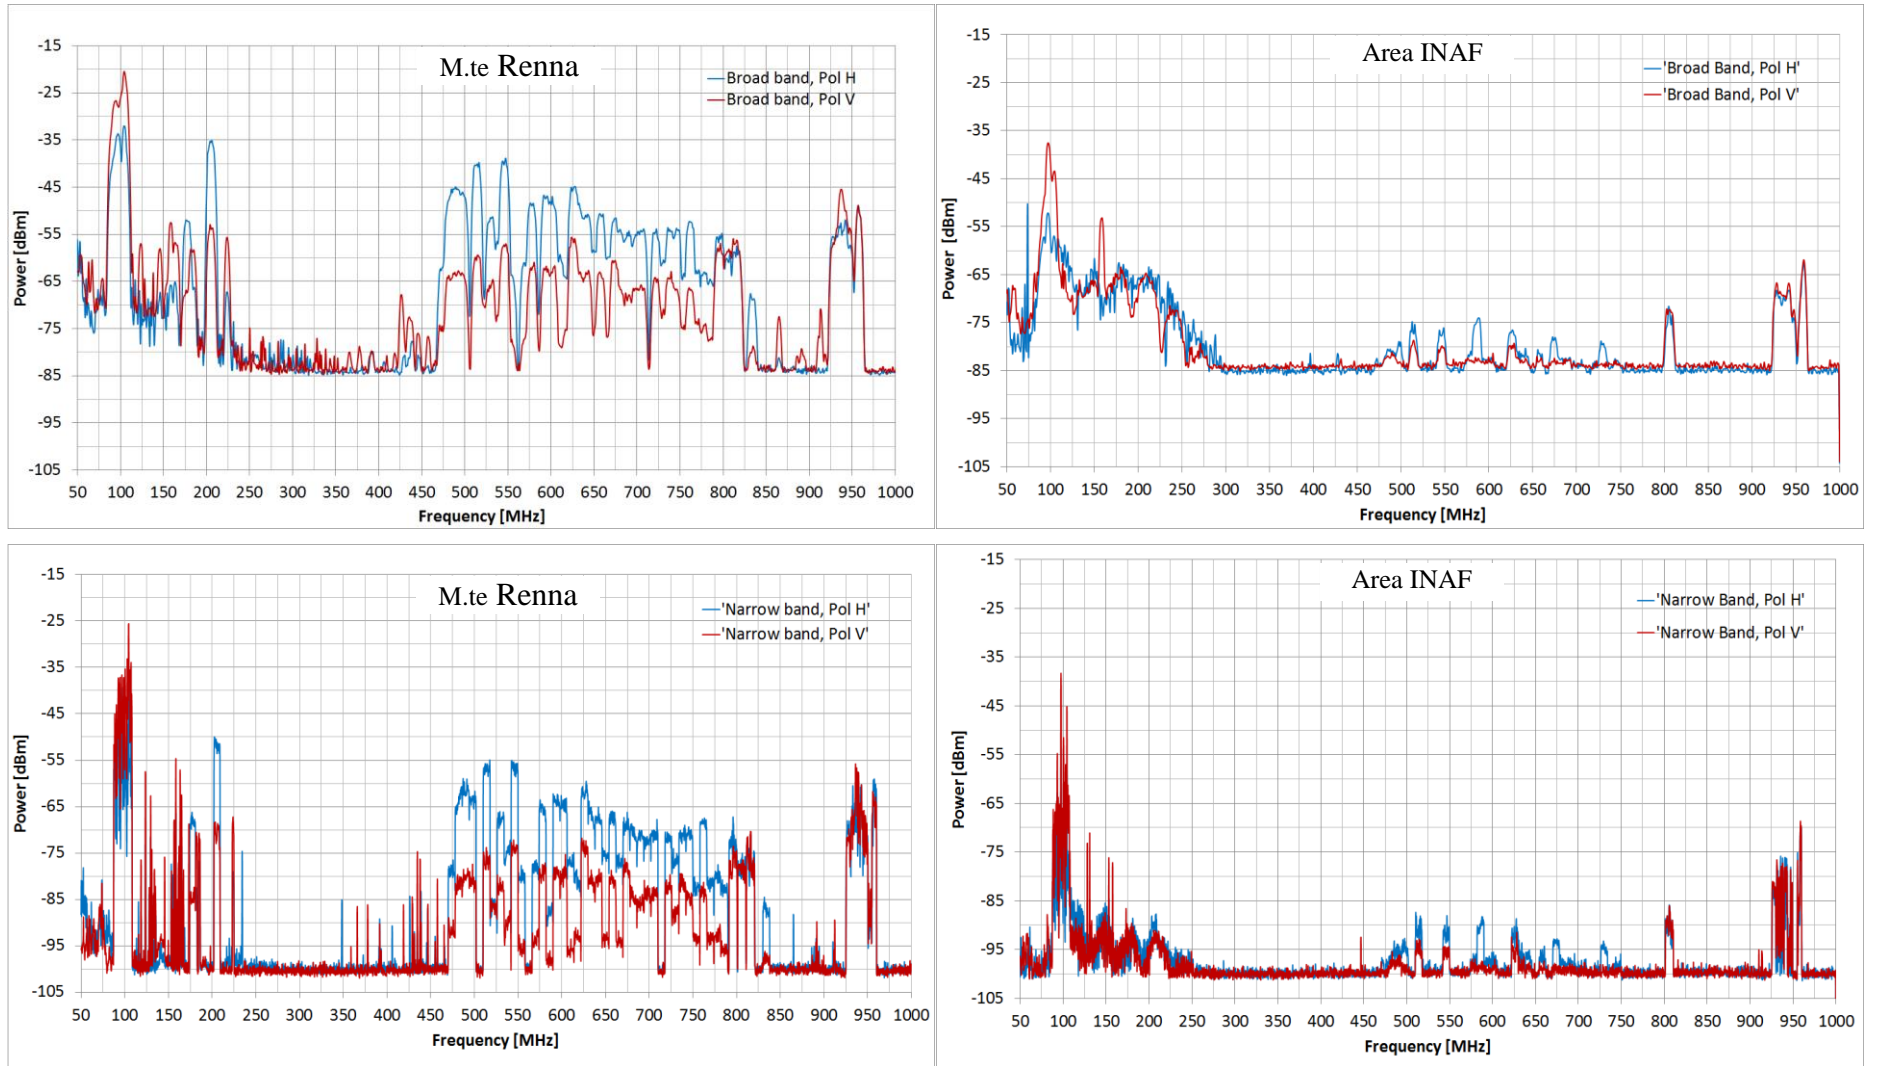 M.te Renna
Broad band, Pol H
Broad band, Pol V
Power [dBm]
-15
-25
-35
-45
-55
-65
-75
-85
-95
-105
50 100 150 200 250 300 350 400 450 500 550 600 650 700 750 800 850 900 950 1000
Frequency [MHz]
Area INAF
'Broad Band, Pol H'
'Broad Band, Pol V'
Power [dBm]
-15
-25
-35
-45
-55
-65
-75
-85
-95
-105
50 100 150 200 250 300 350 400 450 500 550 600 650 700 750 800 850 900 950 1000
Frequency [MHz]
M.te Renna
'Narrow band, Pol H'
'Narrow band, Pol V'
Power [dBm]
-15
-25
-35
-45
-55
-65
-75
-85
-95
-105
50 100 150 200 250 300 350 400 450 500 550 600 650 700 750 800 850 900 950 1000
Frequency [MHz]
Area INAF
'Narrow Band, Pol H'
'Narrow Band, Pol V'
Power [dBm]
-15
-25
-35
-45
-55
-65
-75
-85
-95
-105
50 100 150 200 250 300 350 400 450 500 550 600 650 700 750 800 850 900 950 1000
Frequency [MHz]